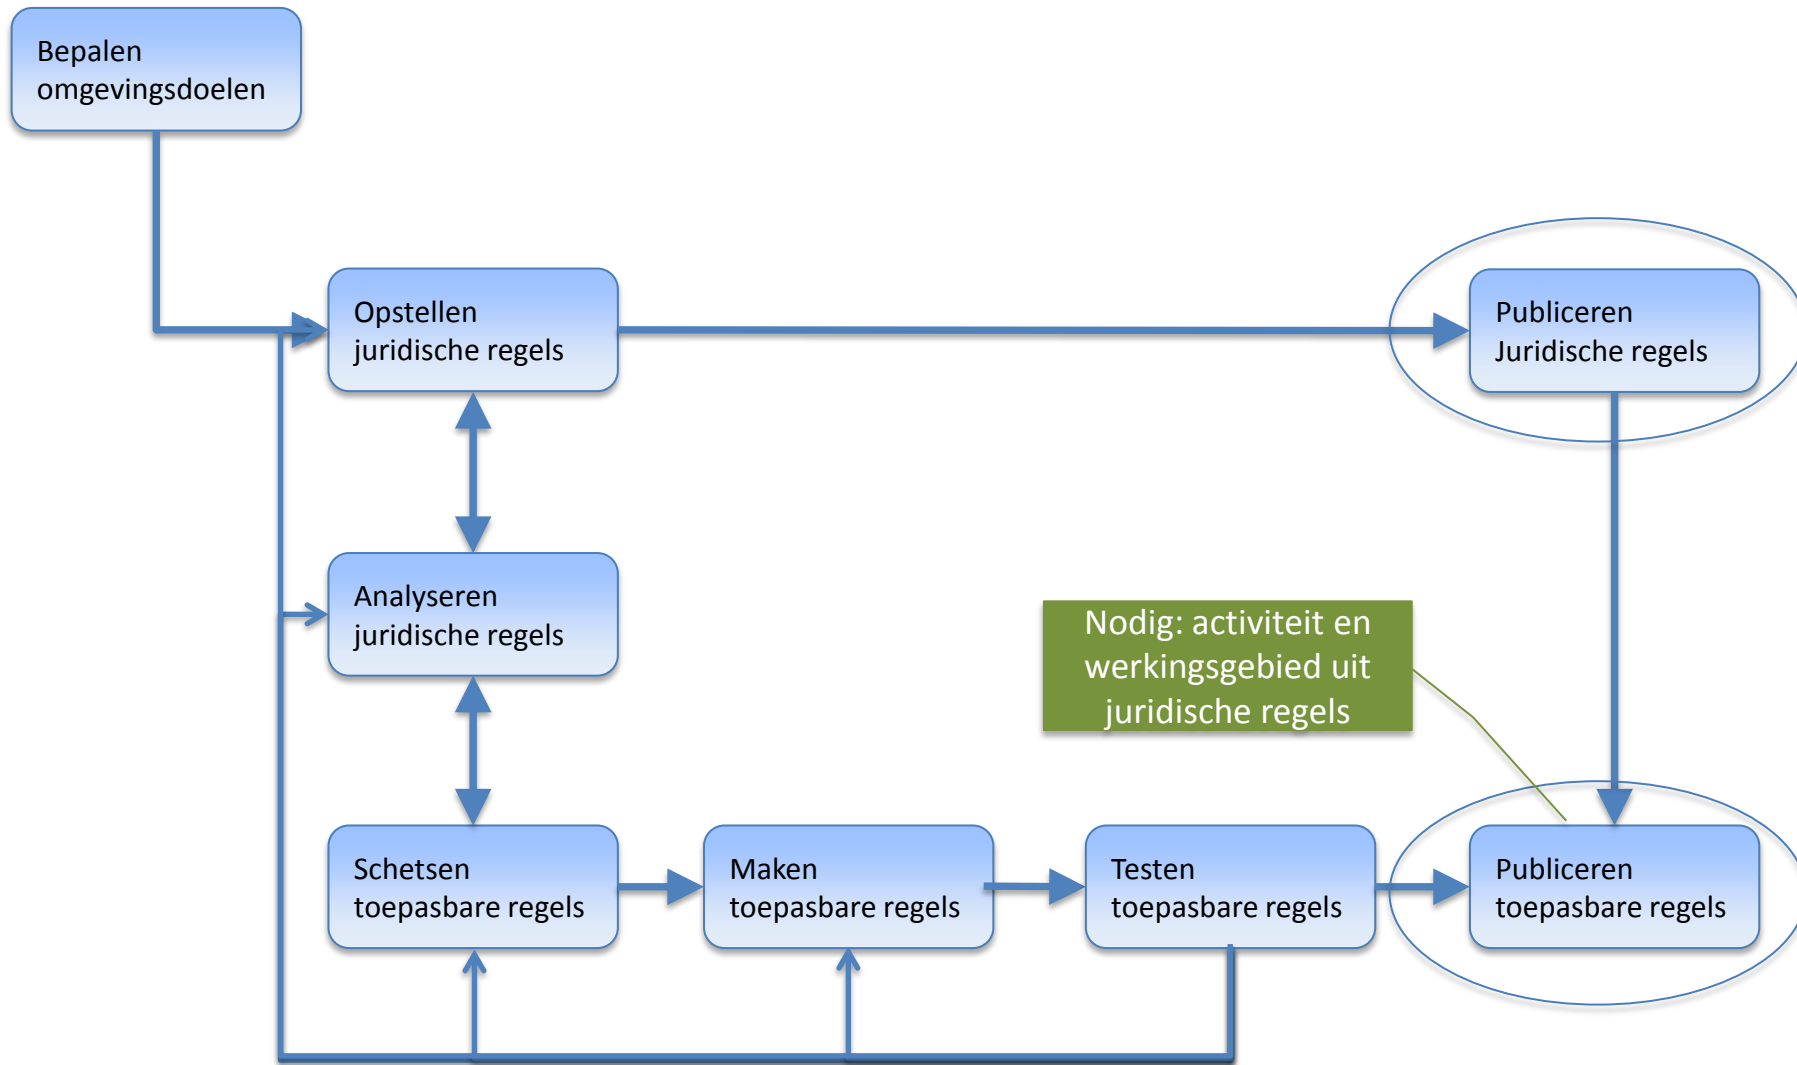 Bepalen
omgevingsdoelen
Opstellen
juridische regels
Publiceren
Juridische regels
Analyseren
juridische regels
Nodig: activiteit en
werkingsgebied uit
juridische regels
Schetsen
toepasbare regels
Maken
toepasbare regels
Testen
toepasbare regels
Publiceren
toepasbare regels